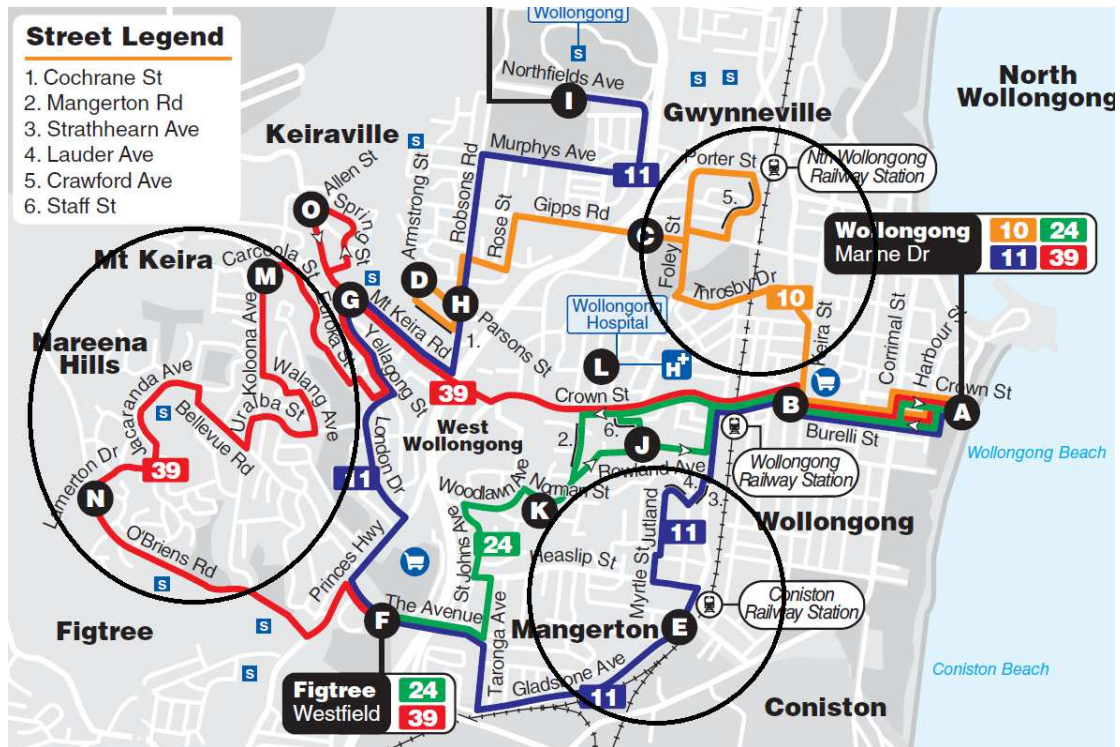 Street Legend
1. Cochrane St
2. Mangerton Rd
3. Strathhearn Ave
4. Lauder Ave
5. Crawford Ave
6. Staff St
Wollongong
S
Northfields Ave
I
S
S
North
Wollongong
Gwynneville
Keiraville
S
Murphys Ave
11
Porter St
Nth Wollongong
Railway Station
Allen St
Spring St
O
Armstrong St
Robsons Rd
Rose St
Gipps Rd
C
5.
Foley St
Wollongong
Marine Dr
10
24
11
39
Mt Keira
Carcoola St
M
S
D
H
G
Mt Keira Rd
1.
Parsons St
Throsby Dr
10
Keira St
Corrimal St
Harbour St
Wollongong
Hospital
L
H+
Europa St
Yellagong St
Koloona Ave
Nareena
Hills
Jacaranda Ave
S
Bellevue Rd
Uralba St
Walang Ave
39
Crown St
B
Crown St
A
Burelli St
Wollongong Beach
West
Wollongong
2.
6.
J
Rowland Ave
Wollongong
Railway Station
London Dr
39
11
Woodlawn Ave
Norman St
K
4.
3.
Wollongong
N
O'Briens Rd
S
Princes Hwy
St Johns Ave
24
Heaslip St
Jutland
11
Myrtle St
Coniston
Railway Station
Figtree
S
F
The Avenue
Mangerton
E
Taronga Ave
Gladstone Ave
11
S
Figtree
Westfield
24
39
Coniston
Coniston Beach